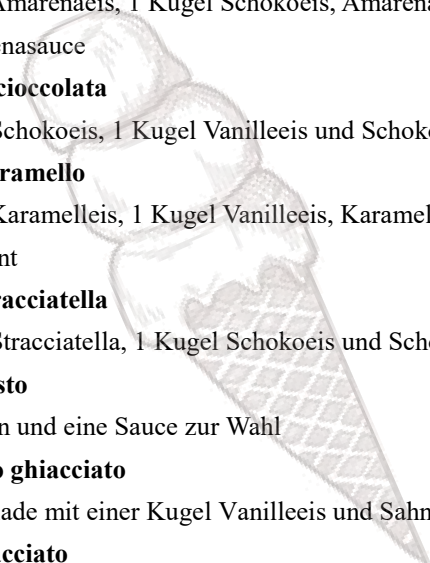 Amarenaeis, 1 Kugel Schokoeis, Amarena
enasauce
cioccolata
Schokoeis, 1 Kugel Vanilleeis und Schoko
ramello
Karamelleis, 1 Kugel Vanilleeis, Karamel
nt
racciatella
Stracciatella, 1 Kugel Schokoeis und Scho
sto
n und eine Sauce zur Wahl
o ghiacciato
ade mit einer Kugel Vanilleeis und Sahn
acciato